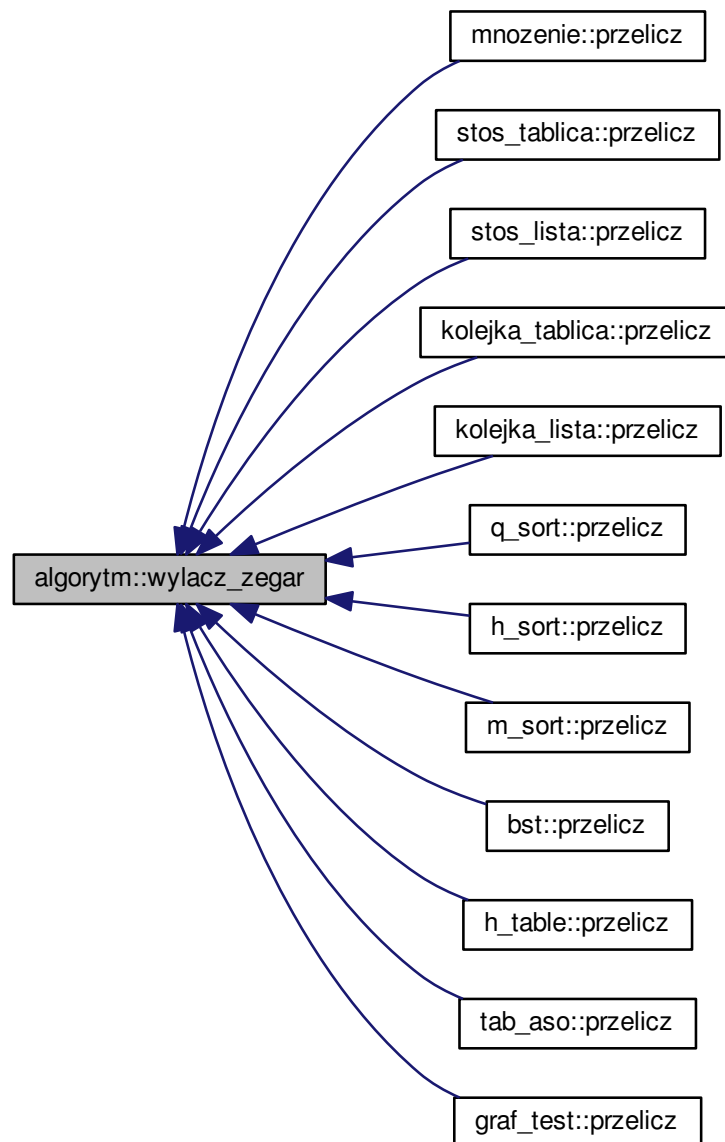 mnozenie::przelicz
stos_tablica::przelicz
stos_lista::przelicz
kolejka_tablica::przelicz
kolejka_lista::przelicz
q_sort::przelicz
algorytm::wylacz_zegar
h_sort::przelicz
m_sort::przelicz
bst::przelicz
h_table::przelicz
tab_aso::przelicz
graf_test::przelicz